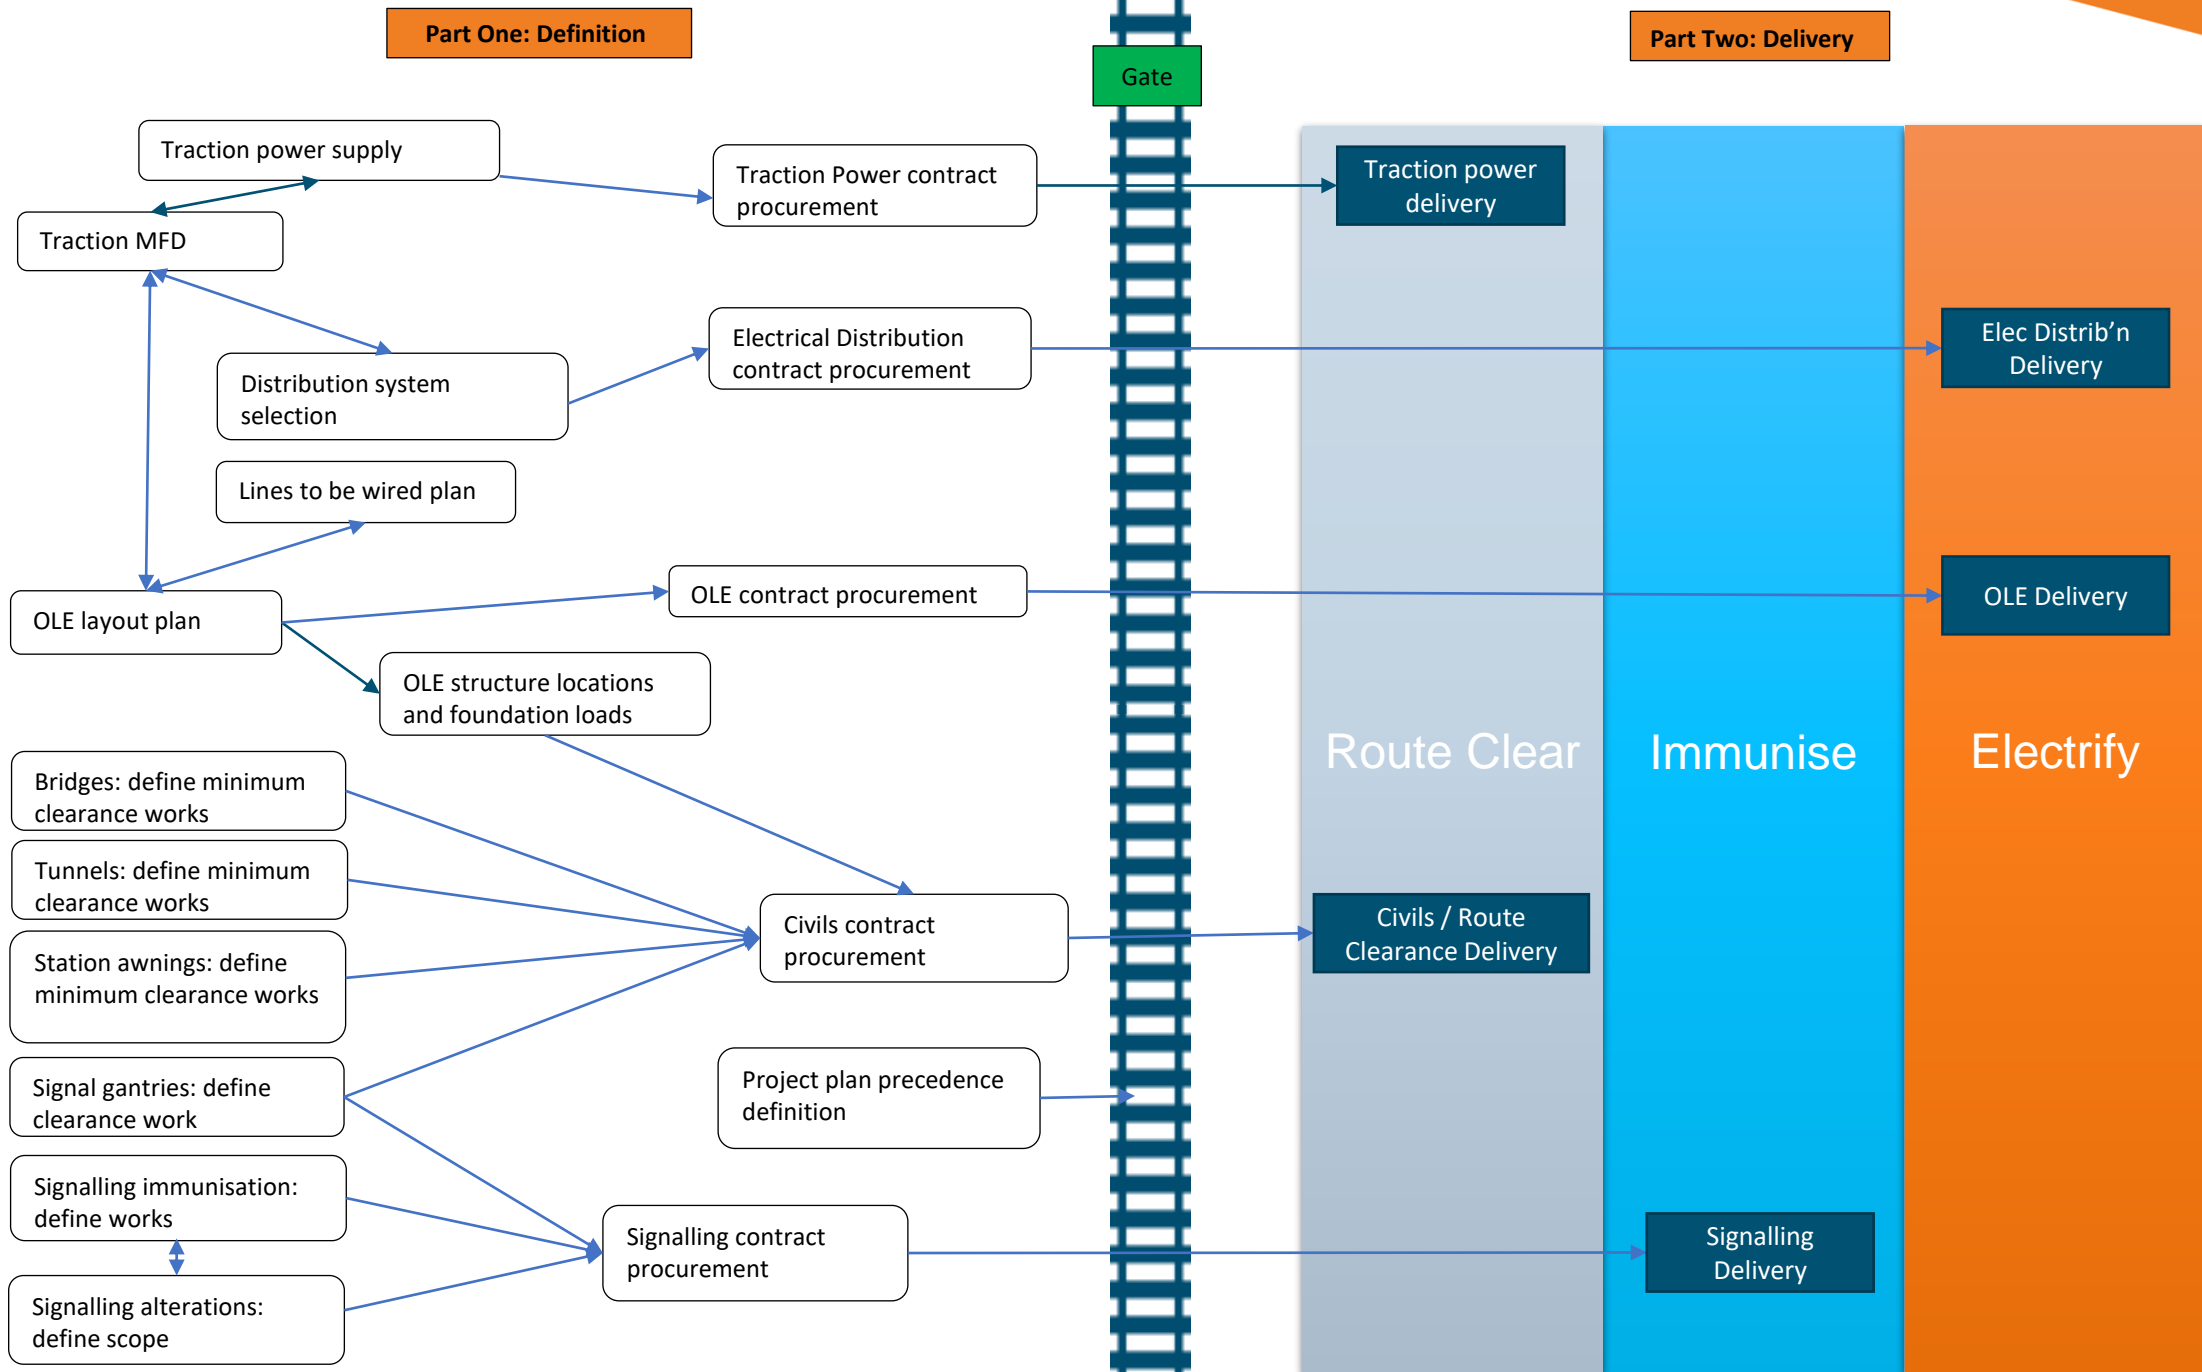 Part One: Definition
Part Two: Delivery
Gate
Traction power supply
Traction Power contract
procurement
Traction power
delivery
Traction MFD
Electrical Distribution
contract procurement
Elec Distrib’n
Delivery
Distribution system
selection
Lines to be wired plan
OLE contract procurement
OLE Delivery
OLE layout plan
OLE structure locations
and foundation loads
Route Clear
Immunise
Electrify
Bridges: define minimum
clearance works
Tunnels: define minimum
clearance works
Civils contract
procurement
Civils / Route
Clearance Delivery
Station awnings: define
minimum clearance works
Signal gantries: define
clearance work
Project plan precedence
definition
Signalling immunisation:
define works
Signalling contract
procurement
Signalling
Delivery
Signalling alterations:
define scope